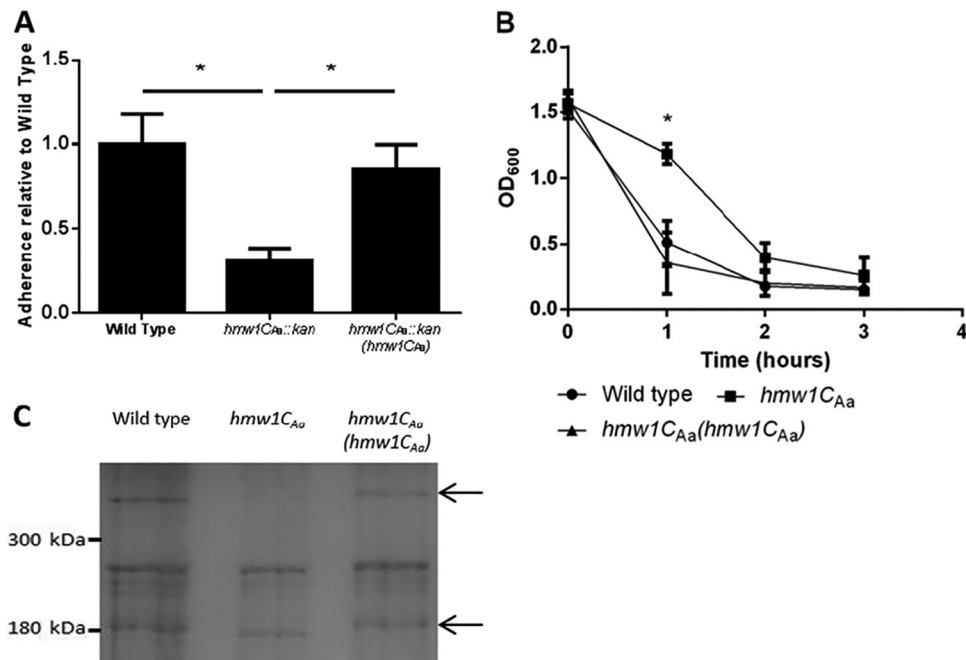 A
Adherence relative to Wild Type
1.5
1.0
0.5
0.0
*
*
Wild Type
hmw1CAa::kan
hmw1CAa::kan
(hmw1CAa)
B
OD600
2.0
1.5
1.0
0.5
0.0
*
0 1 2 3 4
Time (hours)
Wild type hmw1CAa
hmw1CAa(hmw1CAa)
C
Wild type hmw1CAa hmw1CAa
(hmw1CAa)
300 kDa
180 kDa